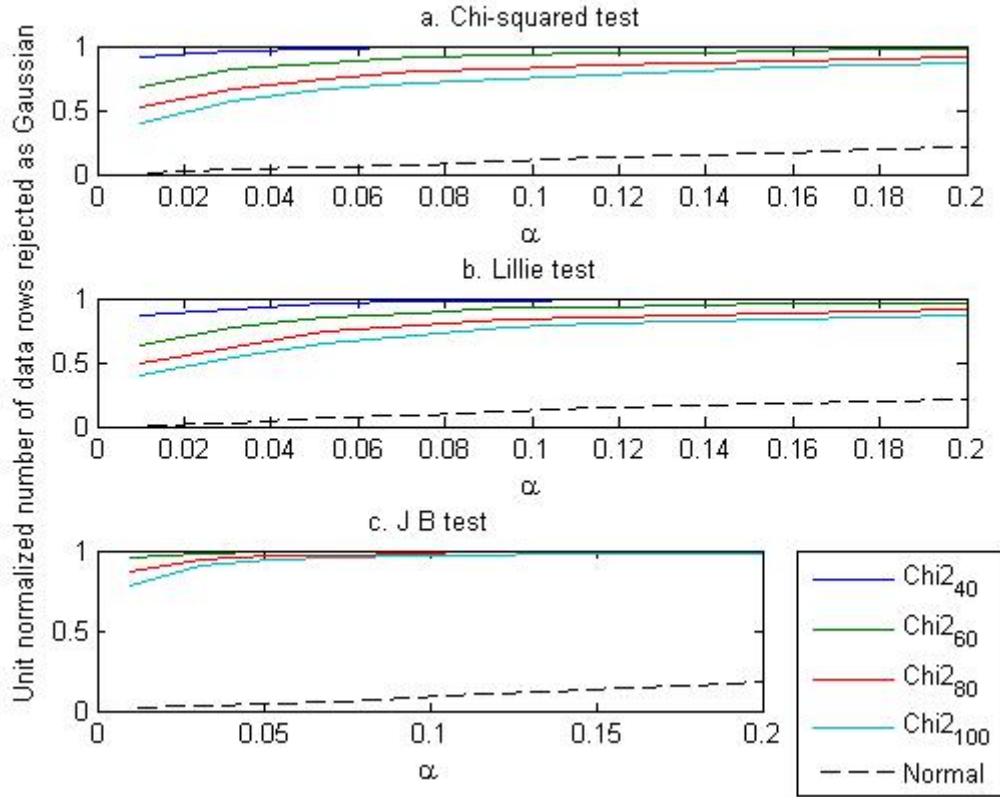 Unit normalized number of data rows rejected as Gaussian
a. Chi-squared test
1
0.5
0
0 0.02 0.04 0.06 0.08 0.1 0.12 0.14 0.16 0.18 0.2
α
b. Lillie test
1
0.5
0
0 0.02 0.04 0.06 0.08 0.1 0.12 0.14 0.16 0.18 0.2
α
c. J B test
1
0.5
0
0 0.05 0.1 0.15 0.2
α
Chi2_40
Chi2_60
Chi2_80
Chi2_100
Normal